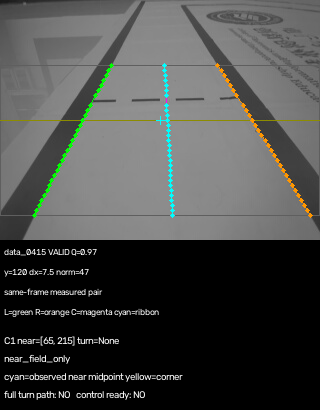 data_0415 VALID Q=0.97
y=120 dx=7.5 norm=47
same-frame measured pair
L=green R=orange C=magenta cyan=ribbon
C1 near=[65, 215] turn=None
near_field_only
cyan=observed near midpoint yellow=corner
full turn path: NO control ready: NO